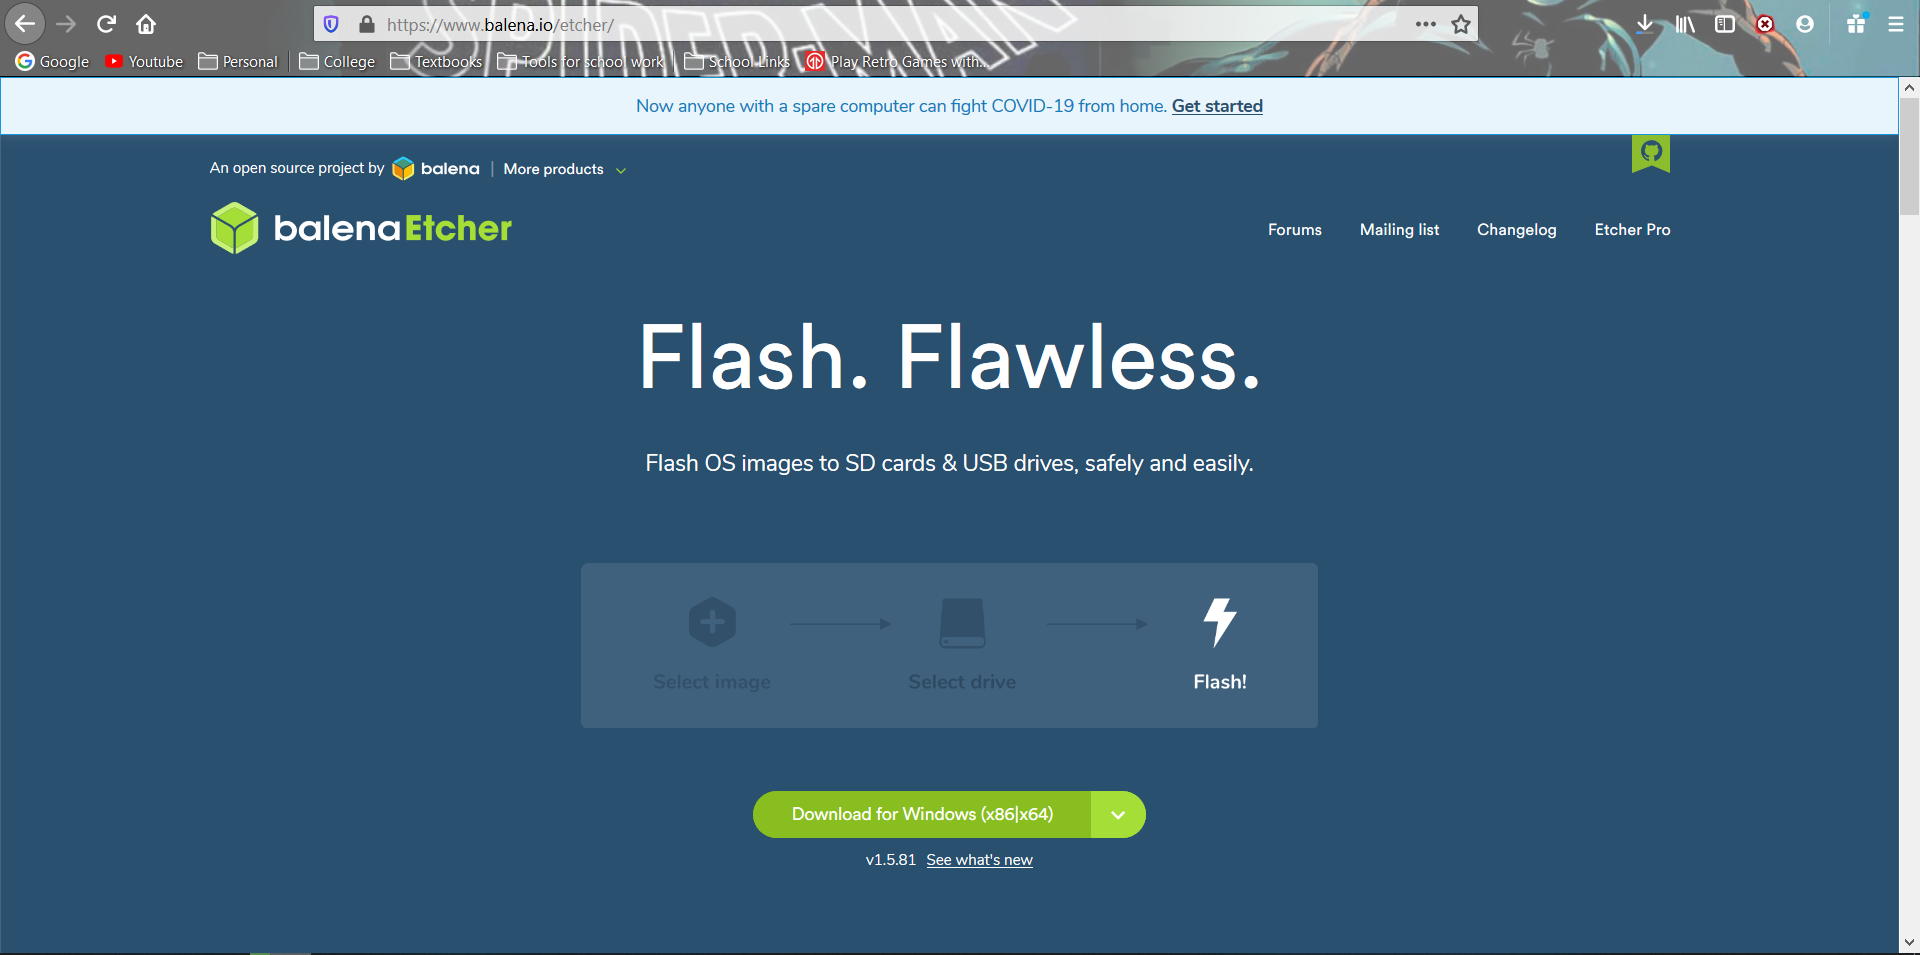 SPIDER-MAN
https://www.balena.io/etcher/
Google Youtube Personal College Textbooks Tools for school work School Links Play Retro Games with...
Now anyone with a spare computer can fight COVID-19 from home. Get started
An open source project by balena | More products
balenaEtcher
Forums Mailing list Changelog Etcher Pro
Flash. Flawless.
Flash OS images to SD cards & USB drives, safely and easily.
Select image Select drive Flash!
Download for Windows (x86|x64)
v1.5.81 See what's new